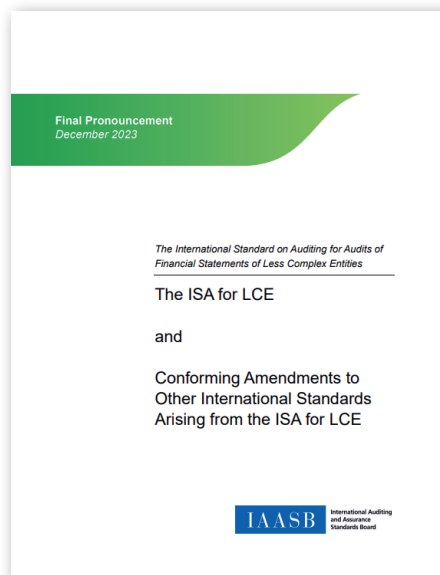 Final Pronouncement
December 2023
The International Standard on Auditing for Audits of
Financial Statements of Less Complex Entities
The ISA for LCE
and
Conforming Amendments to
Other International Standards
Arising from the ISA for LCE
IAASB
International Auditing
and Assurance
Standards Board